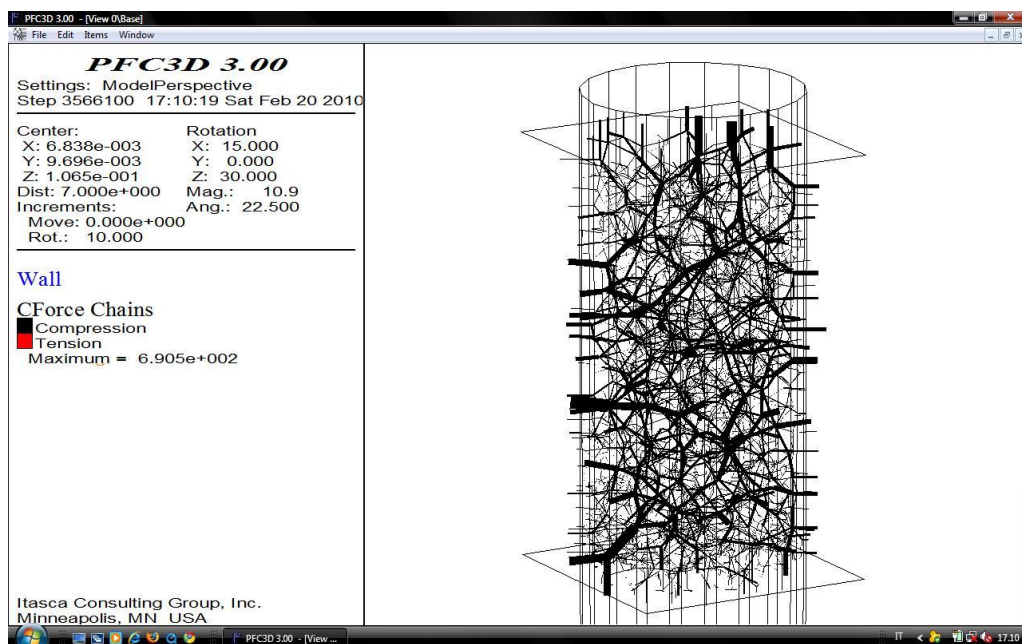 PFC3D 3.00 - [View 0\Base]
File Edit Items Window
PFC3D 3.00
Settings: ModelPerspective
Step 3566100 17:10:19 Sat Feb 20 2010
Center: Rotation
X: 6.838e-003 X: 15.000
Y: 9.696e-003 Y: 0.000
Z: 1.065e-001 Z: 30.000
Dist: 7.000e+000 Mag.: 10.9
Increments: Ang.: 22.500
Move: 0.000e+000
Rot.: 10.000
Wall
CForce Chains
Compression
Tension
Maximum = 6.905e+002
Itasca Consulting Group, Inc.
Minneapolis, MN USA
PFC3D 3.00 - [View ...
IT
17.10